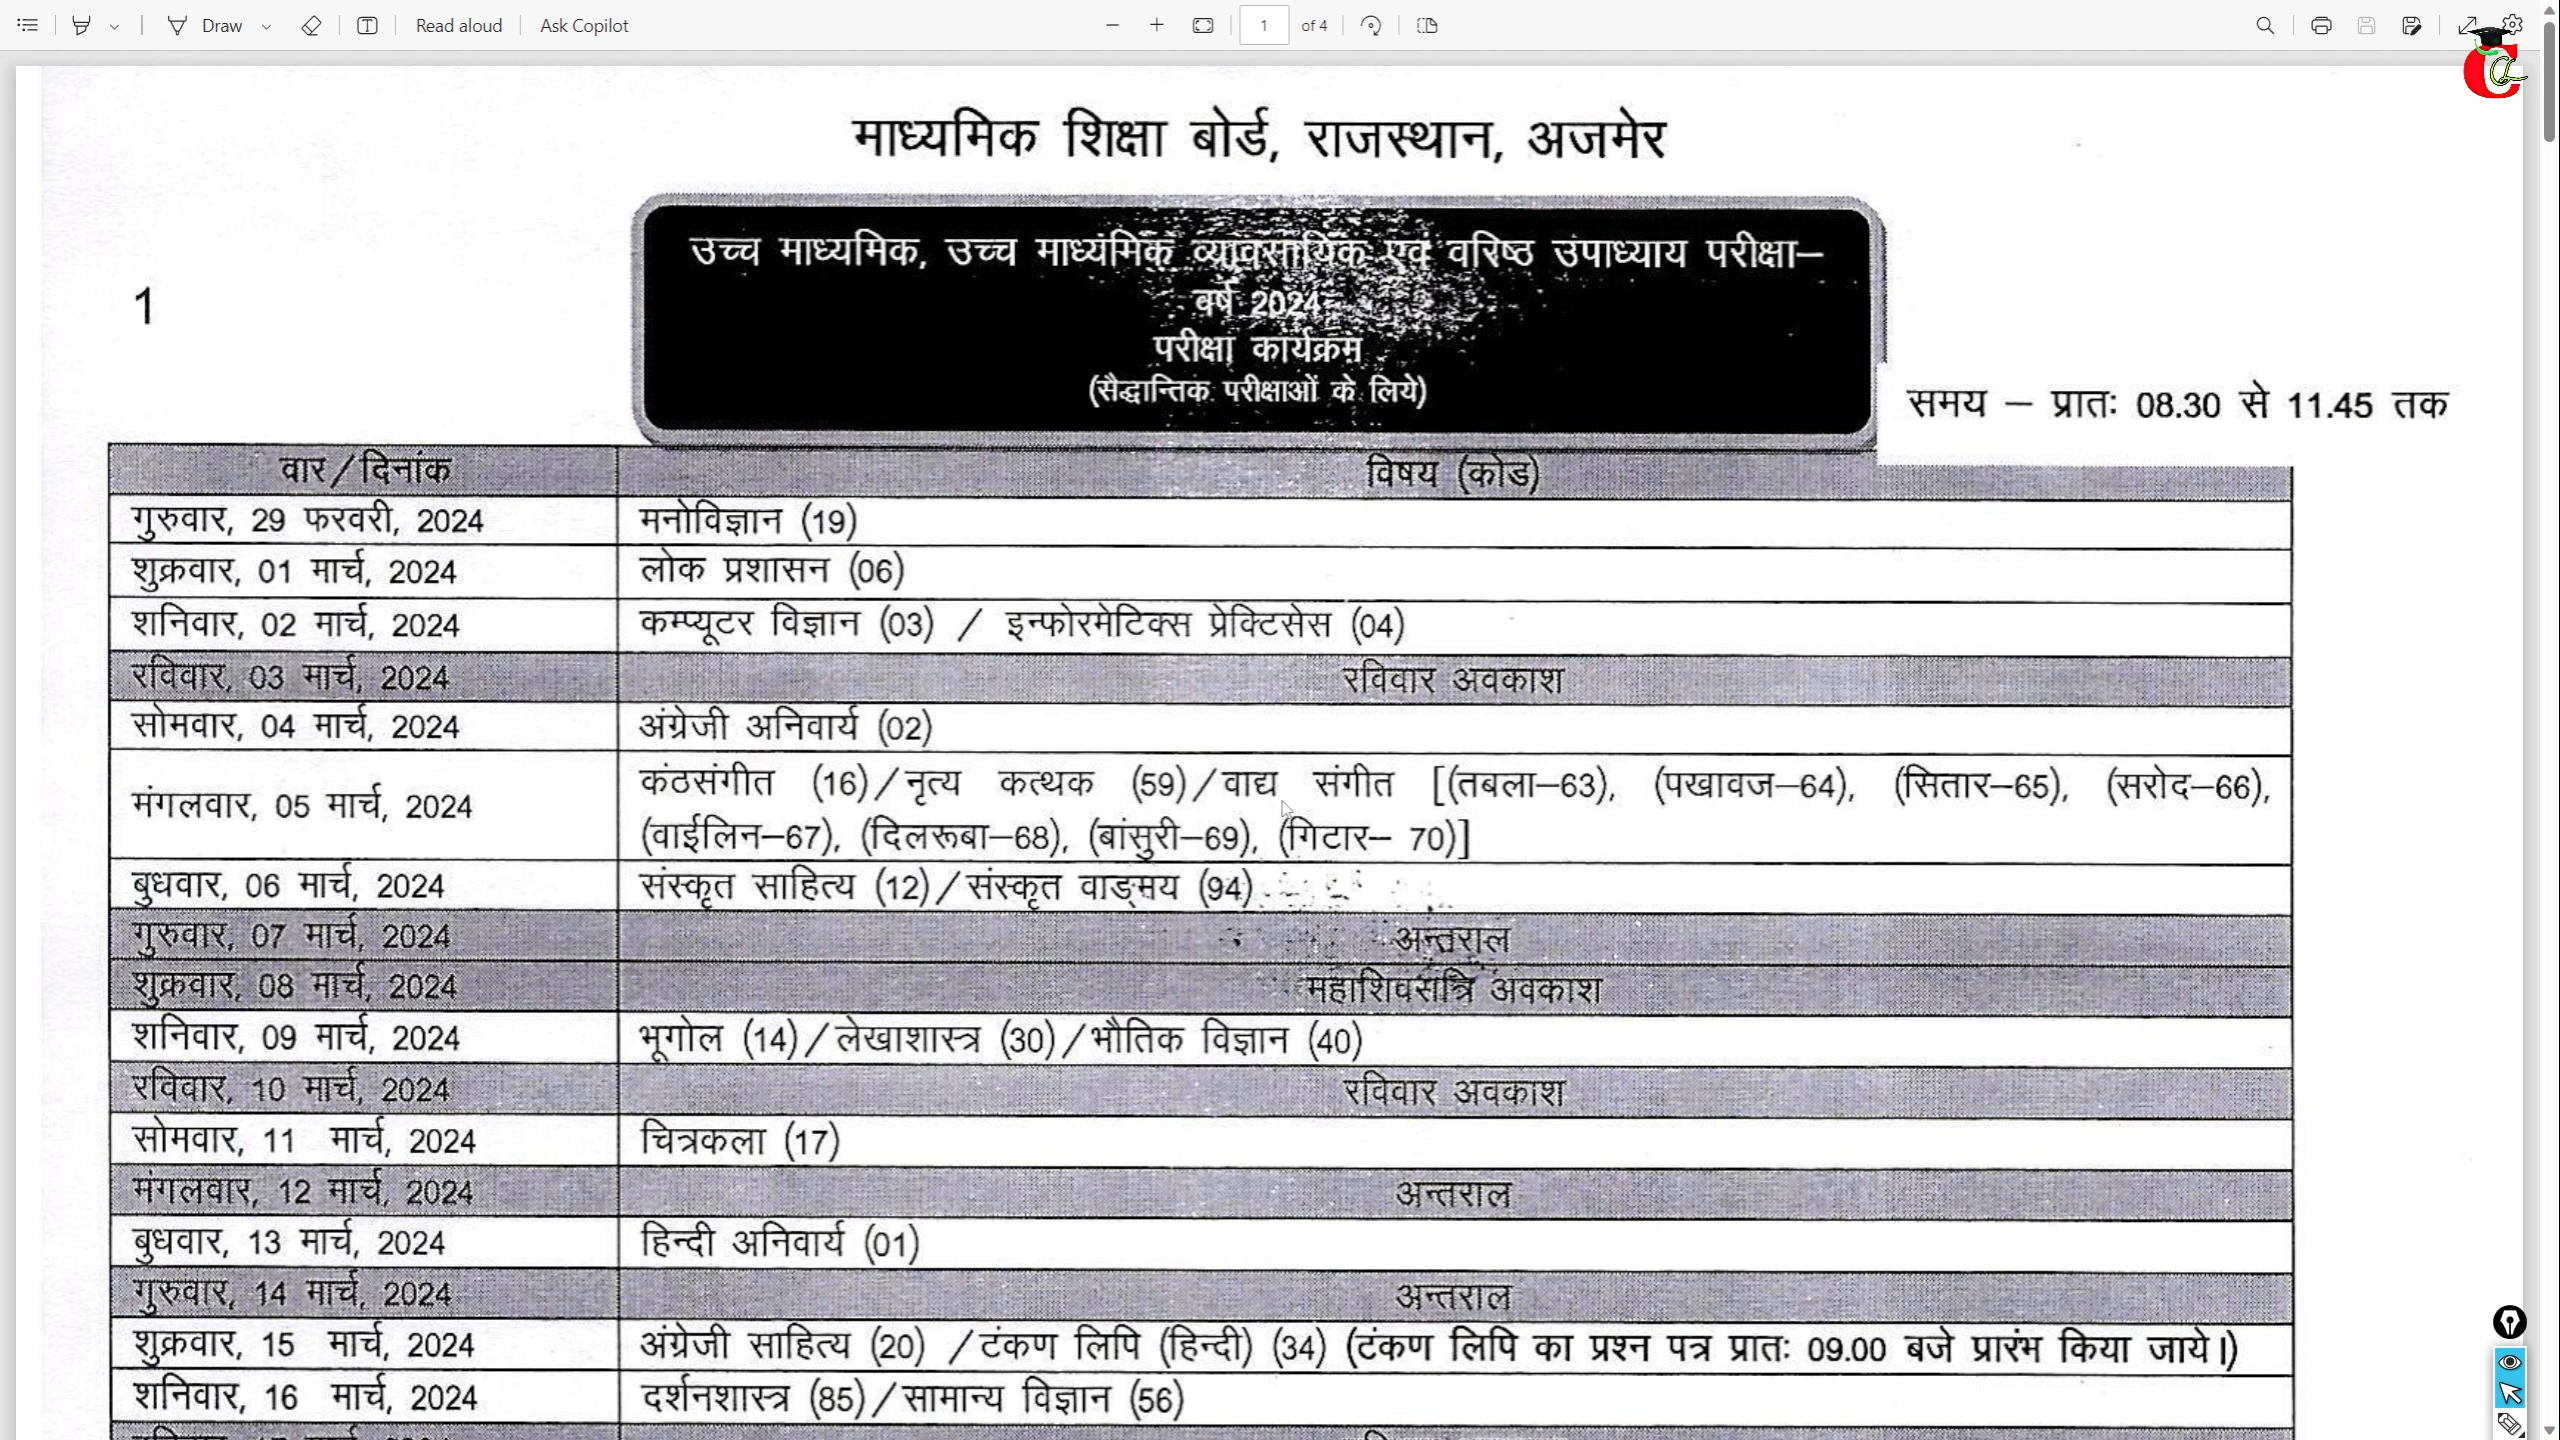 Draw
Read aloud
Ask Copilot
1
of 4
माध्यमिक शिक्षा बोर्ड, राजस्थान, अजमेर
उच्च माध्यमिक, उच्च माध्यमिक व्यावसायिक एवं वरिष्ठ उपाध्याय परीक्षा–
वर्ष 2024
परीक्षा कार्यक्रम
(सैद्धान्तिक परीक्षाओं के लिये)
1
समय – प्रातः 08.30 से 11.45 तक
वार/दिनांक विषय (कोड)
गुरुवार, 29 फरवरी, 2024 मनोविज्ञान (19)
शुक्रवार, 01 मार्च, 2024 लोक प्रशासन (06)
शनिवार, 02 मार्च, 2024 कम्प्यूटर विज्ञान (03) / इन्फोरमेटिक्स प्रेक्टिसेस (04)
रविवार, 03 मार्च, 2024 रविवार अवकाश
सोमवार, 04 मार्च, 2024 अंग्रेजी अनिवार्य (02)
मंगलवार, 05 मार्च, 2024 कंठसंगीत (16)/नृत्य कत्थक (59)/वाद्य संगीत [(तबला–63), (पखावज–64), (सितार–65), (सरोद–66),
(वाईलिन–67), (दिलरूबा–68), (बांसुरी–69), (गिटार– 70)]
बुधवार, 06 मार्च, 2024 संस्कृत साहित्य (12)/संस्कृत वाङ्मय (94)
गुरुवार, 07 मार्च, 2024 अन्तराल
शुक्रवार, 08 मार्च, 2024 महाशिवरात्रि अवकाश
शनिवार, 09 मार्च, 2024 भूगोल (14)/लेखाशास्त्र (30)/भौतिक विज्ञान (40)
रविवार, 10 मार्च, 2024 रविवार अवकाश
सोमवार, 11 मार्च, 2024 चित्रकला (17)
मंगलवार, 12 मार्च, 2024 अन्तराल
बुधवार, 13 मार्च, 2024 हिन्दी अनिवार्य (01)
गुरुवार, 14 मार्च, 2024 अन्तराल
शुक्रवार, 15 मार्च, 2024 अंग्रेजी साहित्य (20) /टंकण लिपि (हिन्दी) (34) (टंकण लिपि का प्रश्न पत्र प्रातः 09.00 बजे प्रारंभ किया जाये।)
शनिवार, 16 मार्च, 2024 दर्शनशास्त्र (85)/सामान्य विज्ञान (56)